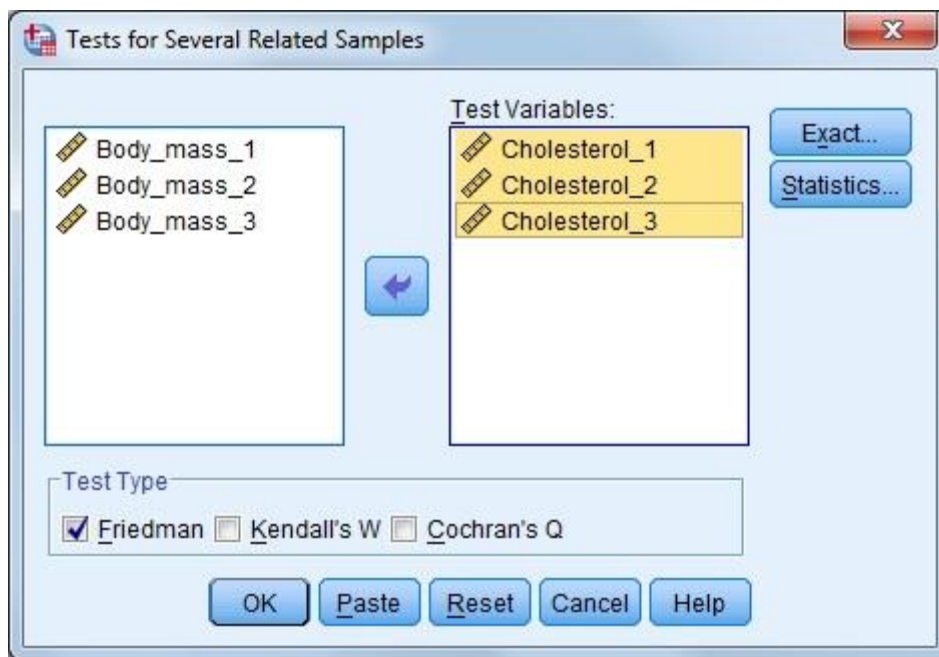 Tests for Several Related Samples
Test Variables:
Body_mass_1
Body_mass_2
Body_mass_3
Cholesterol_1
Cholesterol_2
Cholesterol_3
Exact...
Statistics...
Test Type
Friedman Kendall's W Cochran's Q
OK Paste Reset Cancel Help